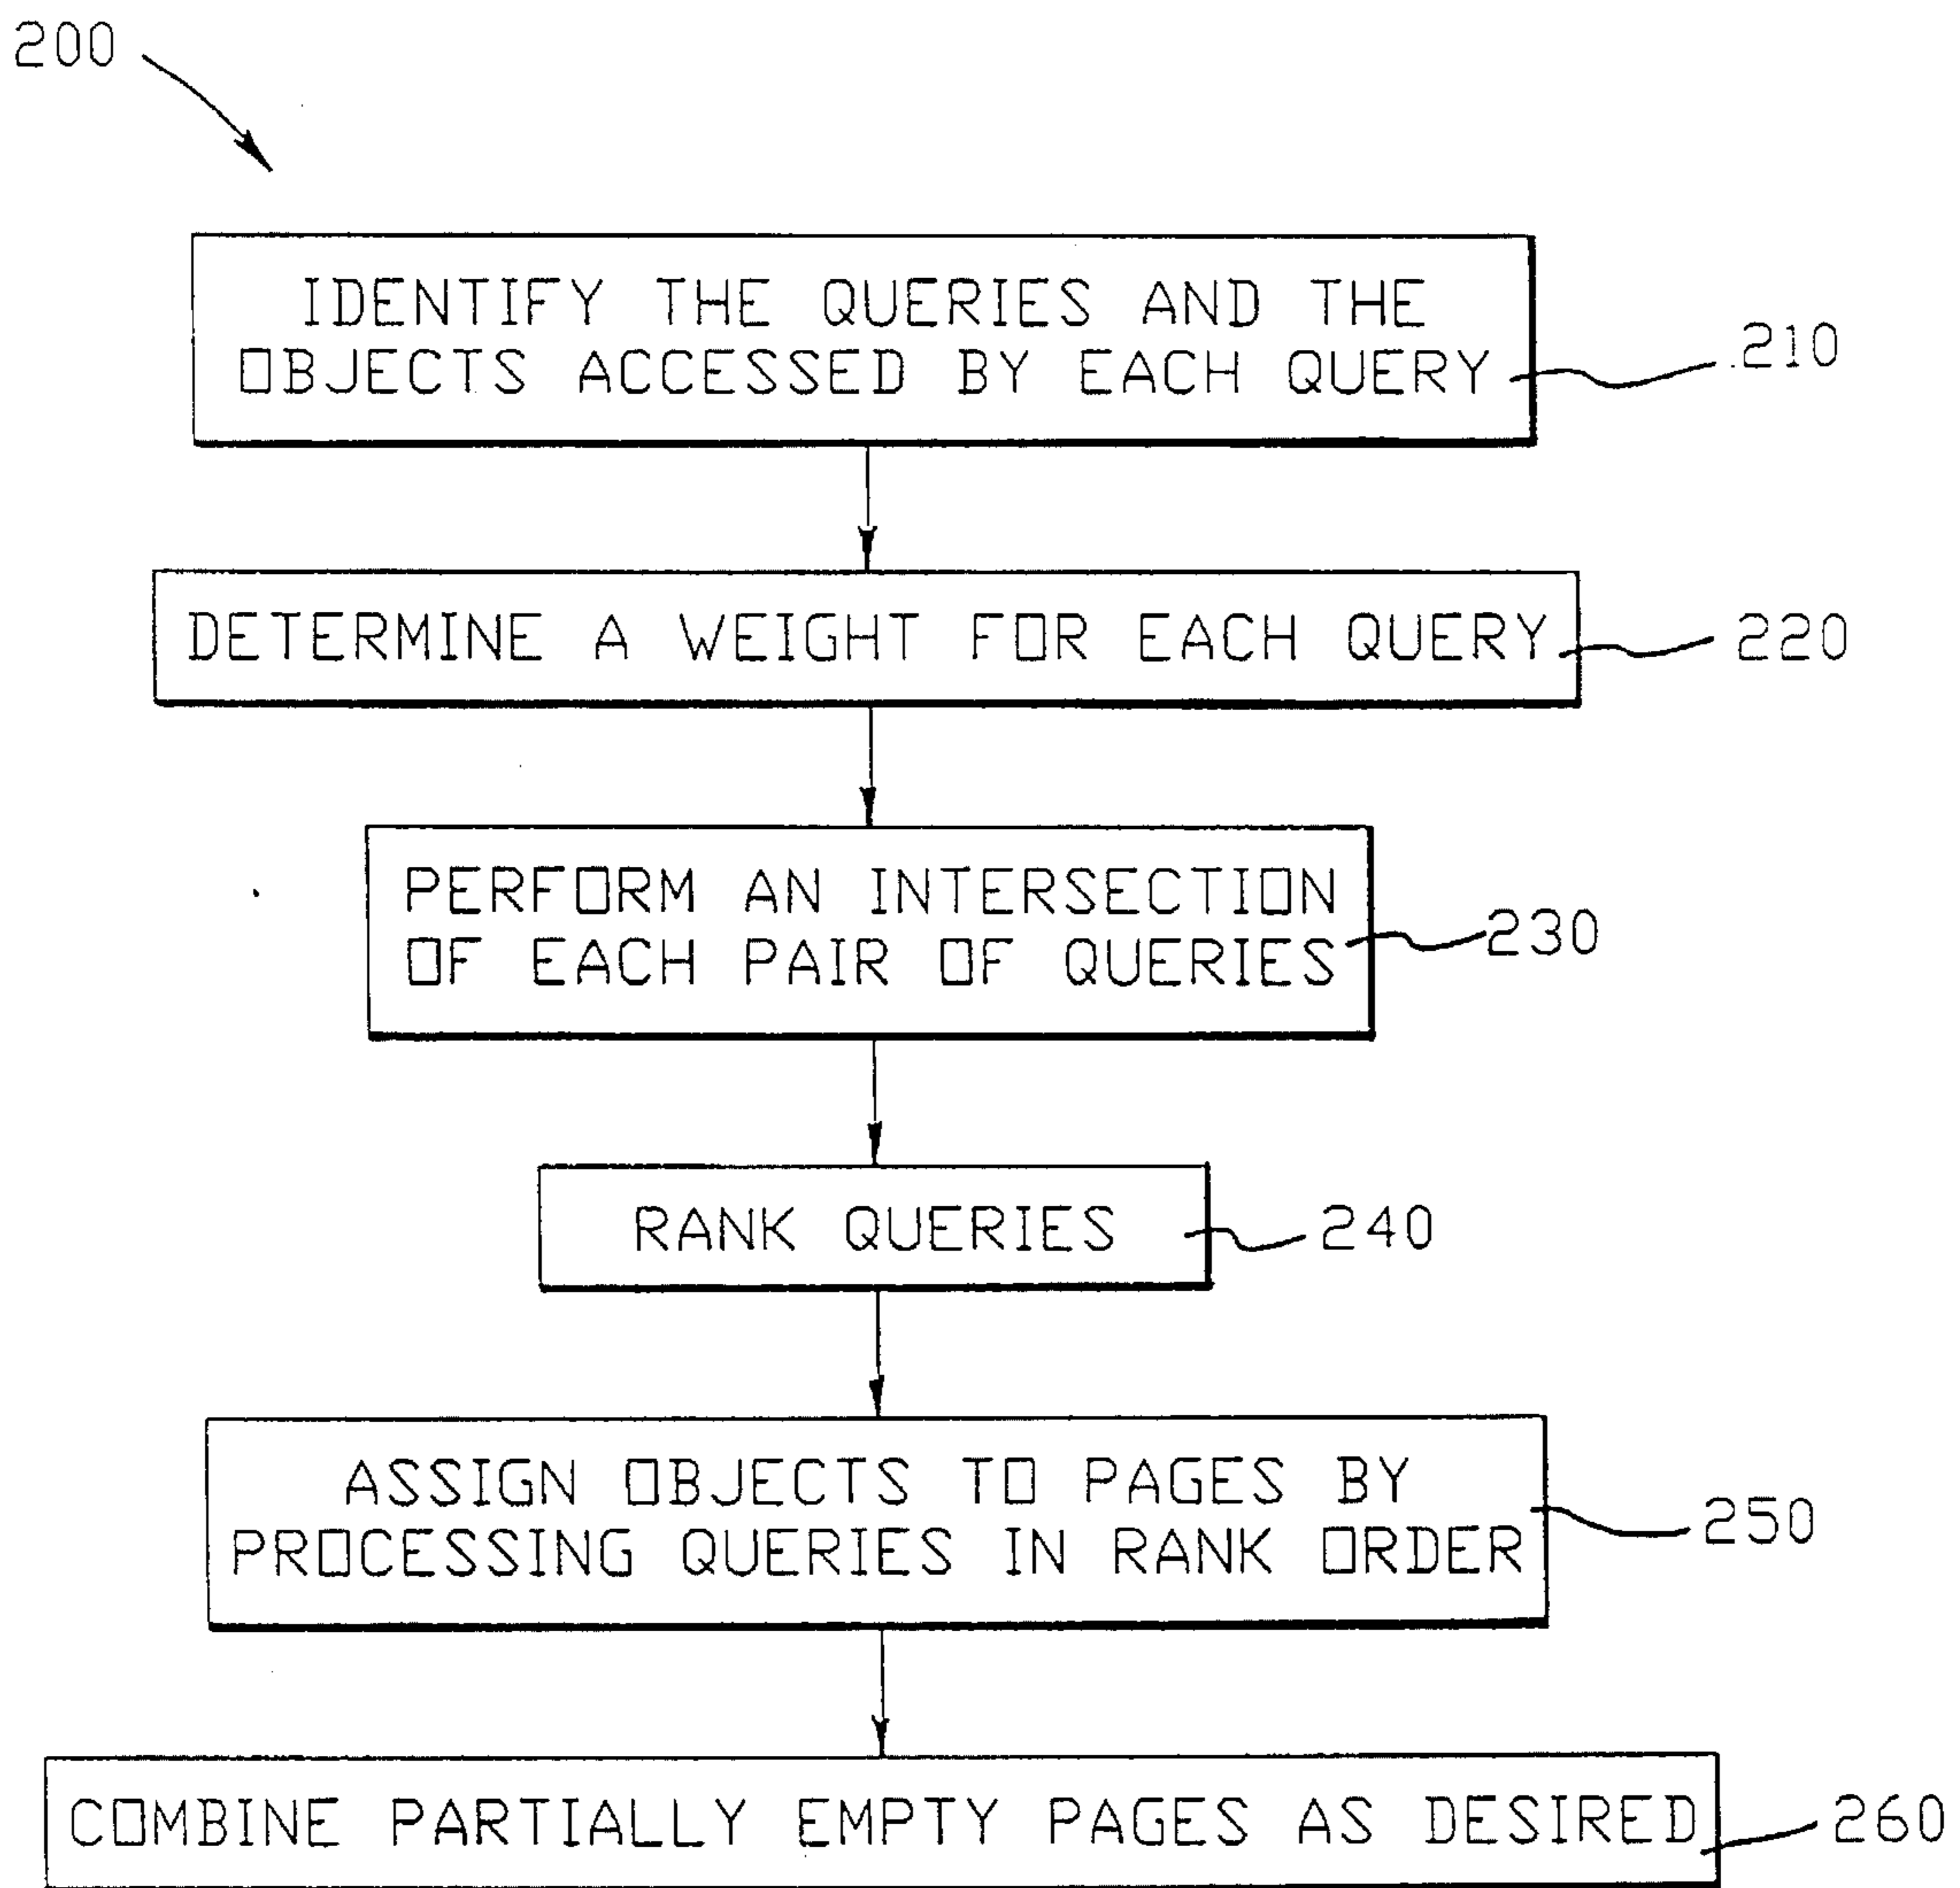 200
IDENTIFY THE QUERIES AND THE
OBJECTS ACCESSED BY EACH QUERY
210
DETERMINE A WEIGHT FOR EACH QUERY
220
PERFORM AN INTERSECTION
OF EACH PAIR OF QUERIES
230
RANK QUERIES
240
ASSIGN OBJECTS TO PAGES BY
PROCESSING QUERIES IN RANK ORDER
250
COMBINE PARTIALLY EMPTY PAGES AS DESIRED
260